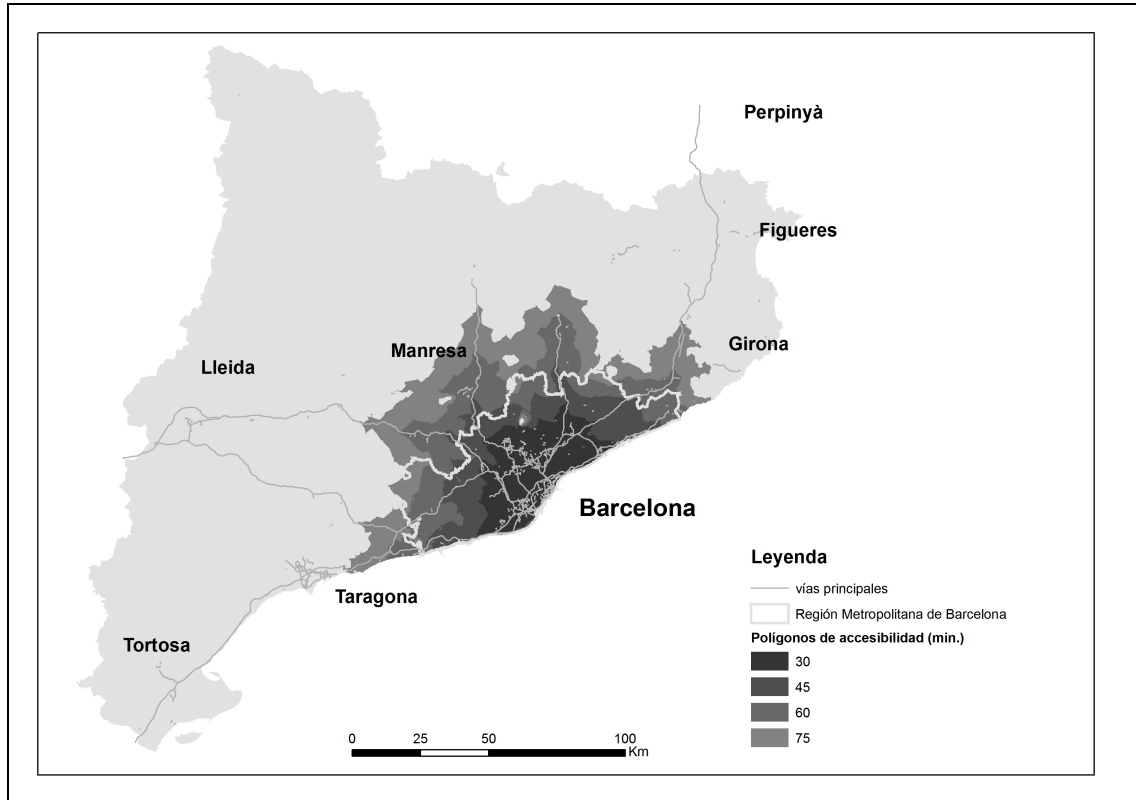 Perpinyà
Figueres
Girona
Manresa
Lleida
Barcelona
Taragona
Tortosa
Leyenda
vías principales
Región Metropolitana de Barcelona
Polígonos de accesibilidad (min.)
30
45
60
75
0 25 50 100
Km